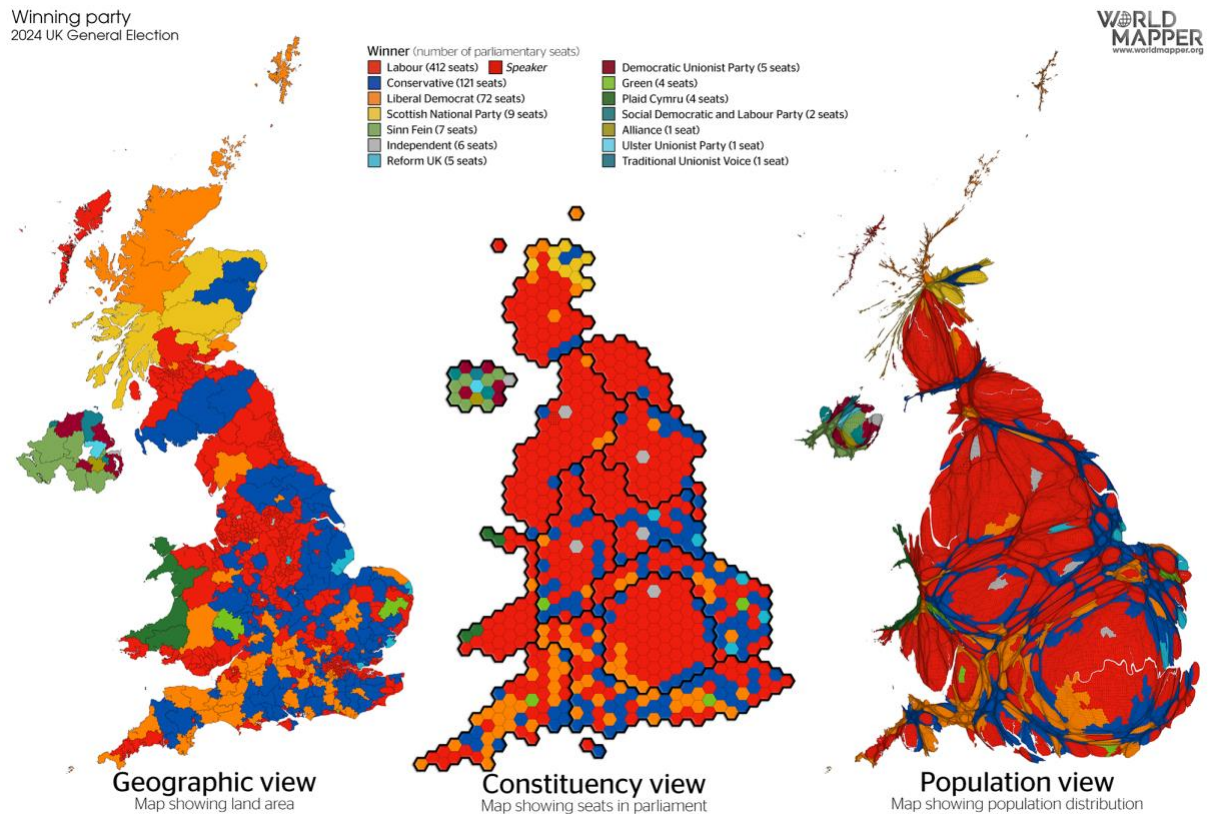 Winning party
2024 UK General Election
WORLD
MAPPER
www.worldmapper.org
Winner (number of parliamentary seats)
Labour (412 seats) Speaker
Conservative (121 seats)
Liberal Democrat (72 seats)
Scottish National Party (9 seats)
Sinn Fein (7 seats)
Independent (6 seats)
Reform UK (5 seats)
Democratic Unionist Party (5 seats)
Green (4 seats)
Plaid Cymru (4 seats)
Social Democratic and Labour Party (2 seats)
Alliance (1 seat)
Ulster Unionist Party (1 seat)
Traditional Unionist Voice (1 seat)
Geographic view
Map showing land area
Constituency view
Map showing seats in parliament
Population view
Map showing population distribution